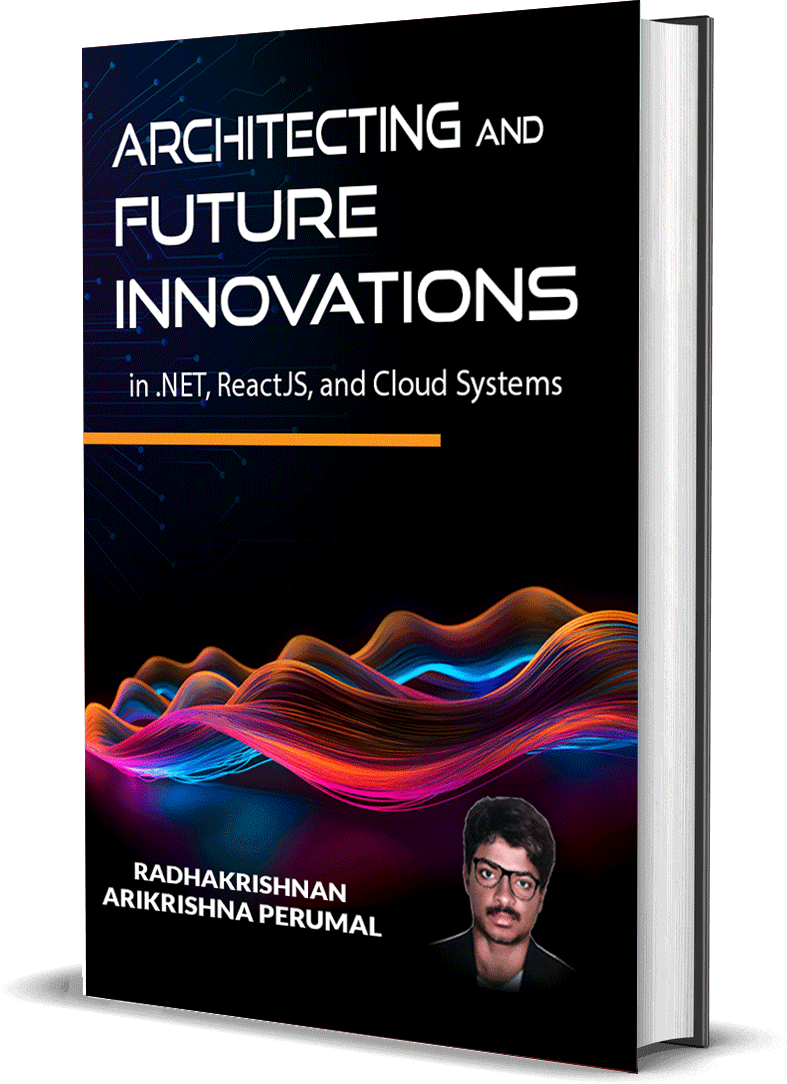 ARCHITECTING AND
FUTURE
INNOVATIONS
in .NET, ReactJS, and Cloud Systems
RADHAKRISHNAN
ARIKRISHNA PERUMAL